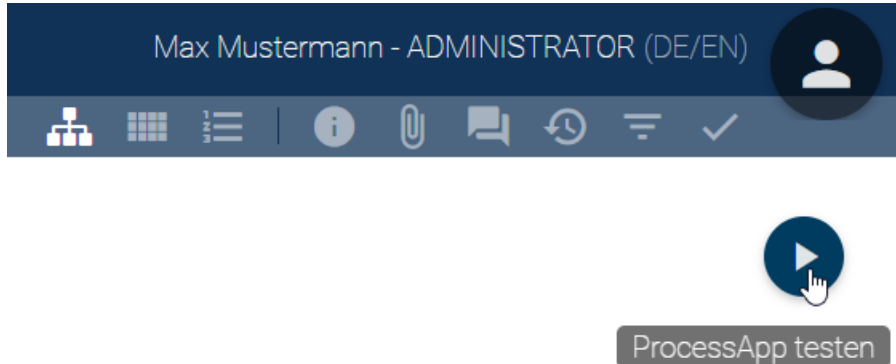 Max Mustermann - ADMINISTRATOR (DE/EN)
ProcessApp testen